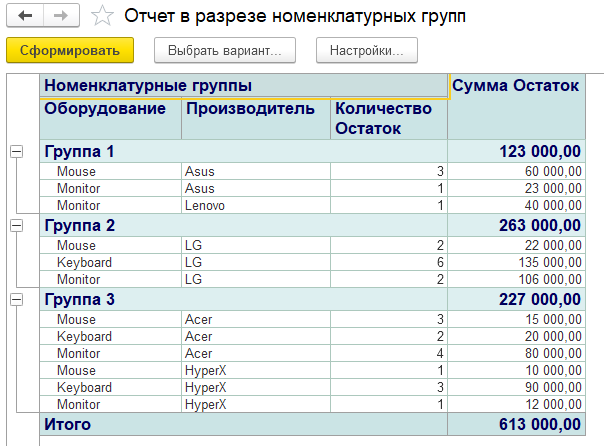 Отчет в разрезе номенклатурных групп
Сформировать Выбрать вариант... Настройки...
Номенклатурные группы Сумма Остаток
Оборудование Производитель Количество Остаток
Группа 1 123 000,00
Mouse Asus 3 60 000,00
Monitor Asus 1 23 000,00
Monitor Lenovo 1 40 000,00
Группа 2 263 000,00
Mouse LG 2 22 000,00
Keyboard LG 6 135 000,00
Monitor LG 2 106 000,00
Группа 3 227 000,00
Mouse Acer 3 15 000,00
Keyboard Acer 2 20 000,00
Monitor Acer 4 80 000,00
Mouse HyperX 1 10 000,00
Keyboard HyperX 3 90 000,00
Monitor HyperX 1 12 000,00
Итого 613 000,00